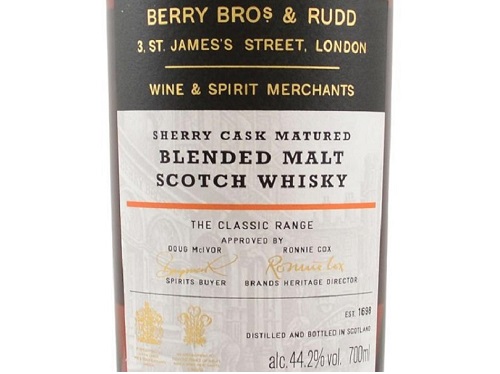 BERRY BROS & RUDD
3, ST. JAMES'S STREET, LONDON
WINE & SPIRIT MERCHANTS
SHERRY CASK MATURED
BLENDED MALT
SCOTCH WHISKY
THE CLASSIC RANGE
APPROVED BY
DOUG McIVOR RONNIE COX
Ronnie Cox
SPIRITS BUYER BRANDS HERITAGE DIRECTOR
EST. 1698
DISTILLED AND BOTTLED IN SCOTLAND
alc. 44.2% vol. 700ml